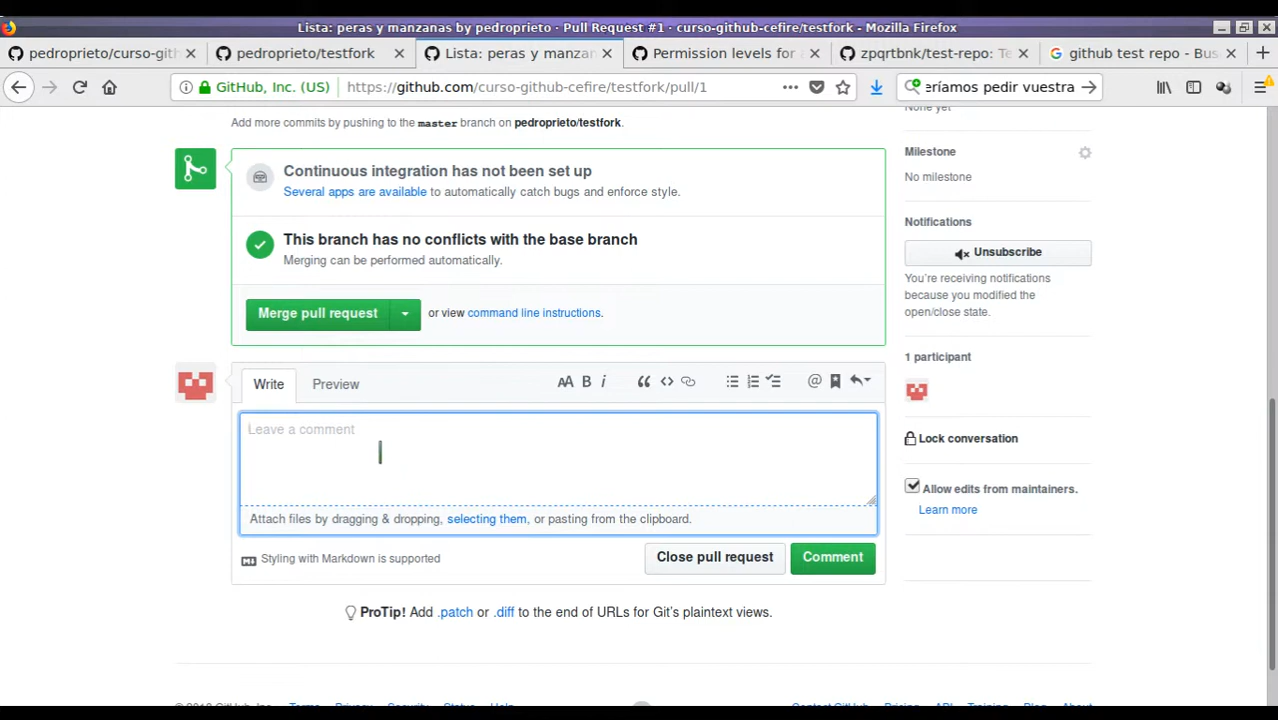 Lista: peras y manzanas by pedroprieto · Pull Request #1 · curso-github-cefire/testfork - Mozilla Firefox
pedroprieto/curso-gith
pedroprieto/testfork
Lista: peras y manzan
Permission levels for a
zpqrtbnk/test-repo: Te
github test repo - Bus
GitHub, Inc. (US)
https://github.com/curso-github-cefire/testfork/pull/1
eríamos pedir vuestra
None yet
Add more commits by pushing to the master branch on pedroprieto/testfork.
Milestone
Continuous integration has not been set up
No milestone
Several apps are available to automatically catch bugs and enforce style.
Notifications
This branch has no conflicts with the base branch
Unsubscribe
Merging can be performed automatically.
You're receiving notifications
because you modified the
open/close state.
Merge pull request
or view command line instructions.
1 participant
Write
Preview
Leave a comment
Lock conversation
Allow edits from maintainers.
Learn more
Attach files by dragging & dropping, selecting them, or pasting from the clipboard.
Styling with Markdown is supported
Close pull request
Comment
ProTip! Add .patch or .diff to the end of URLs for Git's plaintext views.